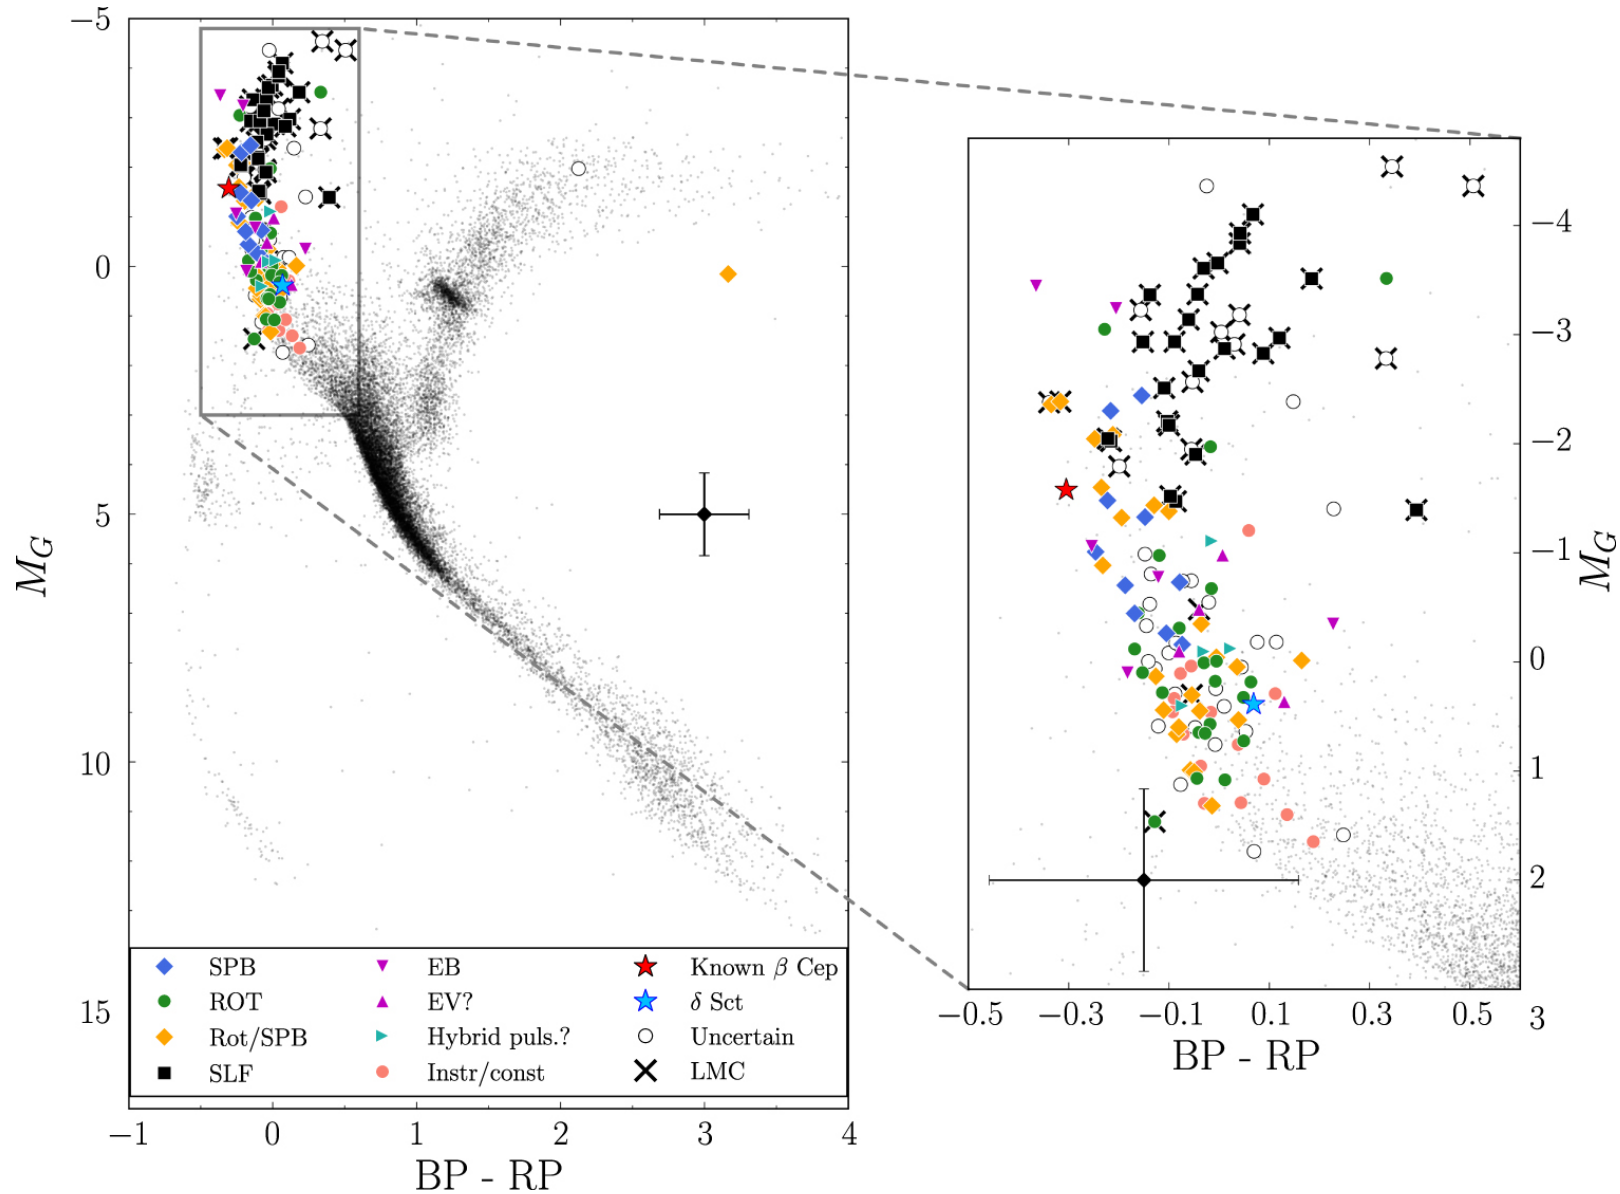 −5
0
5
10
15
M_G
−1 0 1 2 3 4
BP - RP
SPB
ROT
Rot/SPB
SLF
EB
EV?
Hybrid puls.?
Instr/const
Known β Cep
δ Sct
Uncertain
LMC
−4
−3
−2
−1
0
1
2
3
M_G
−0.5 −0.3 −0.1 0.1 0.3 0.5
BP - RP